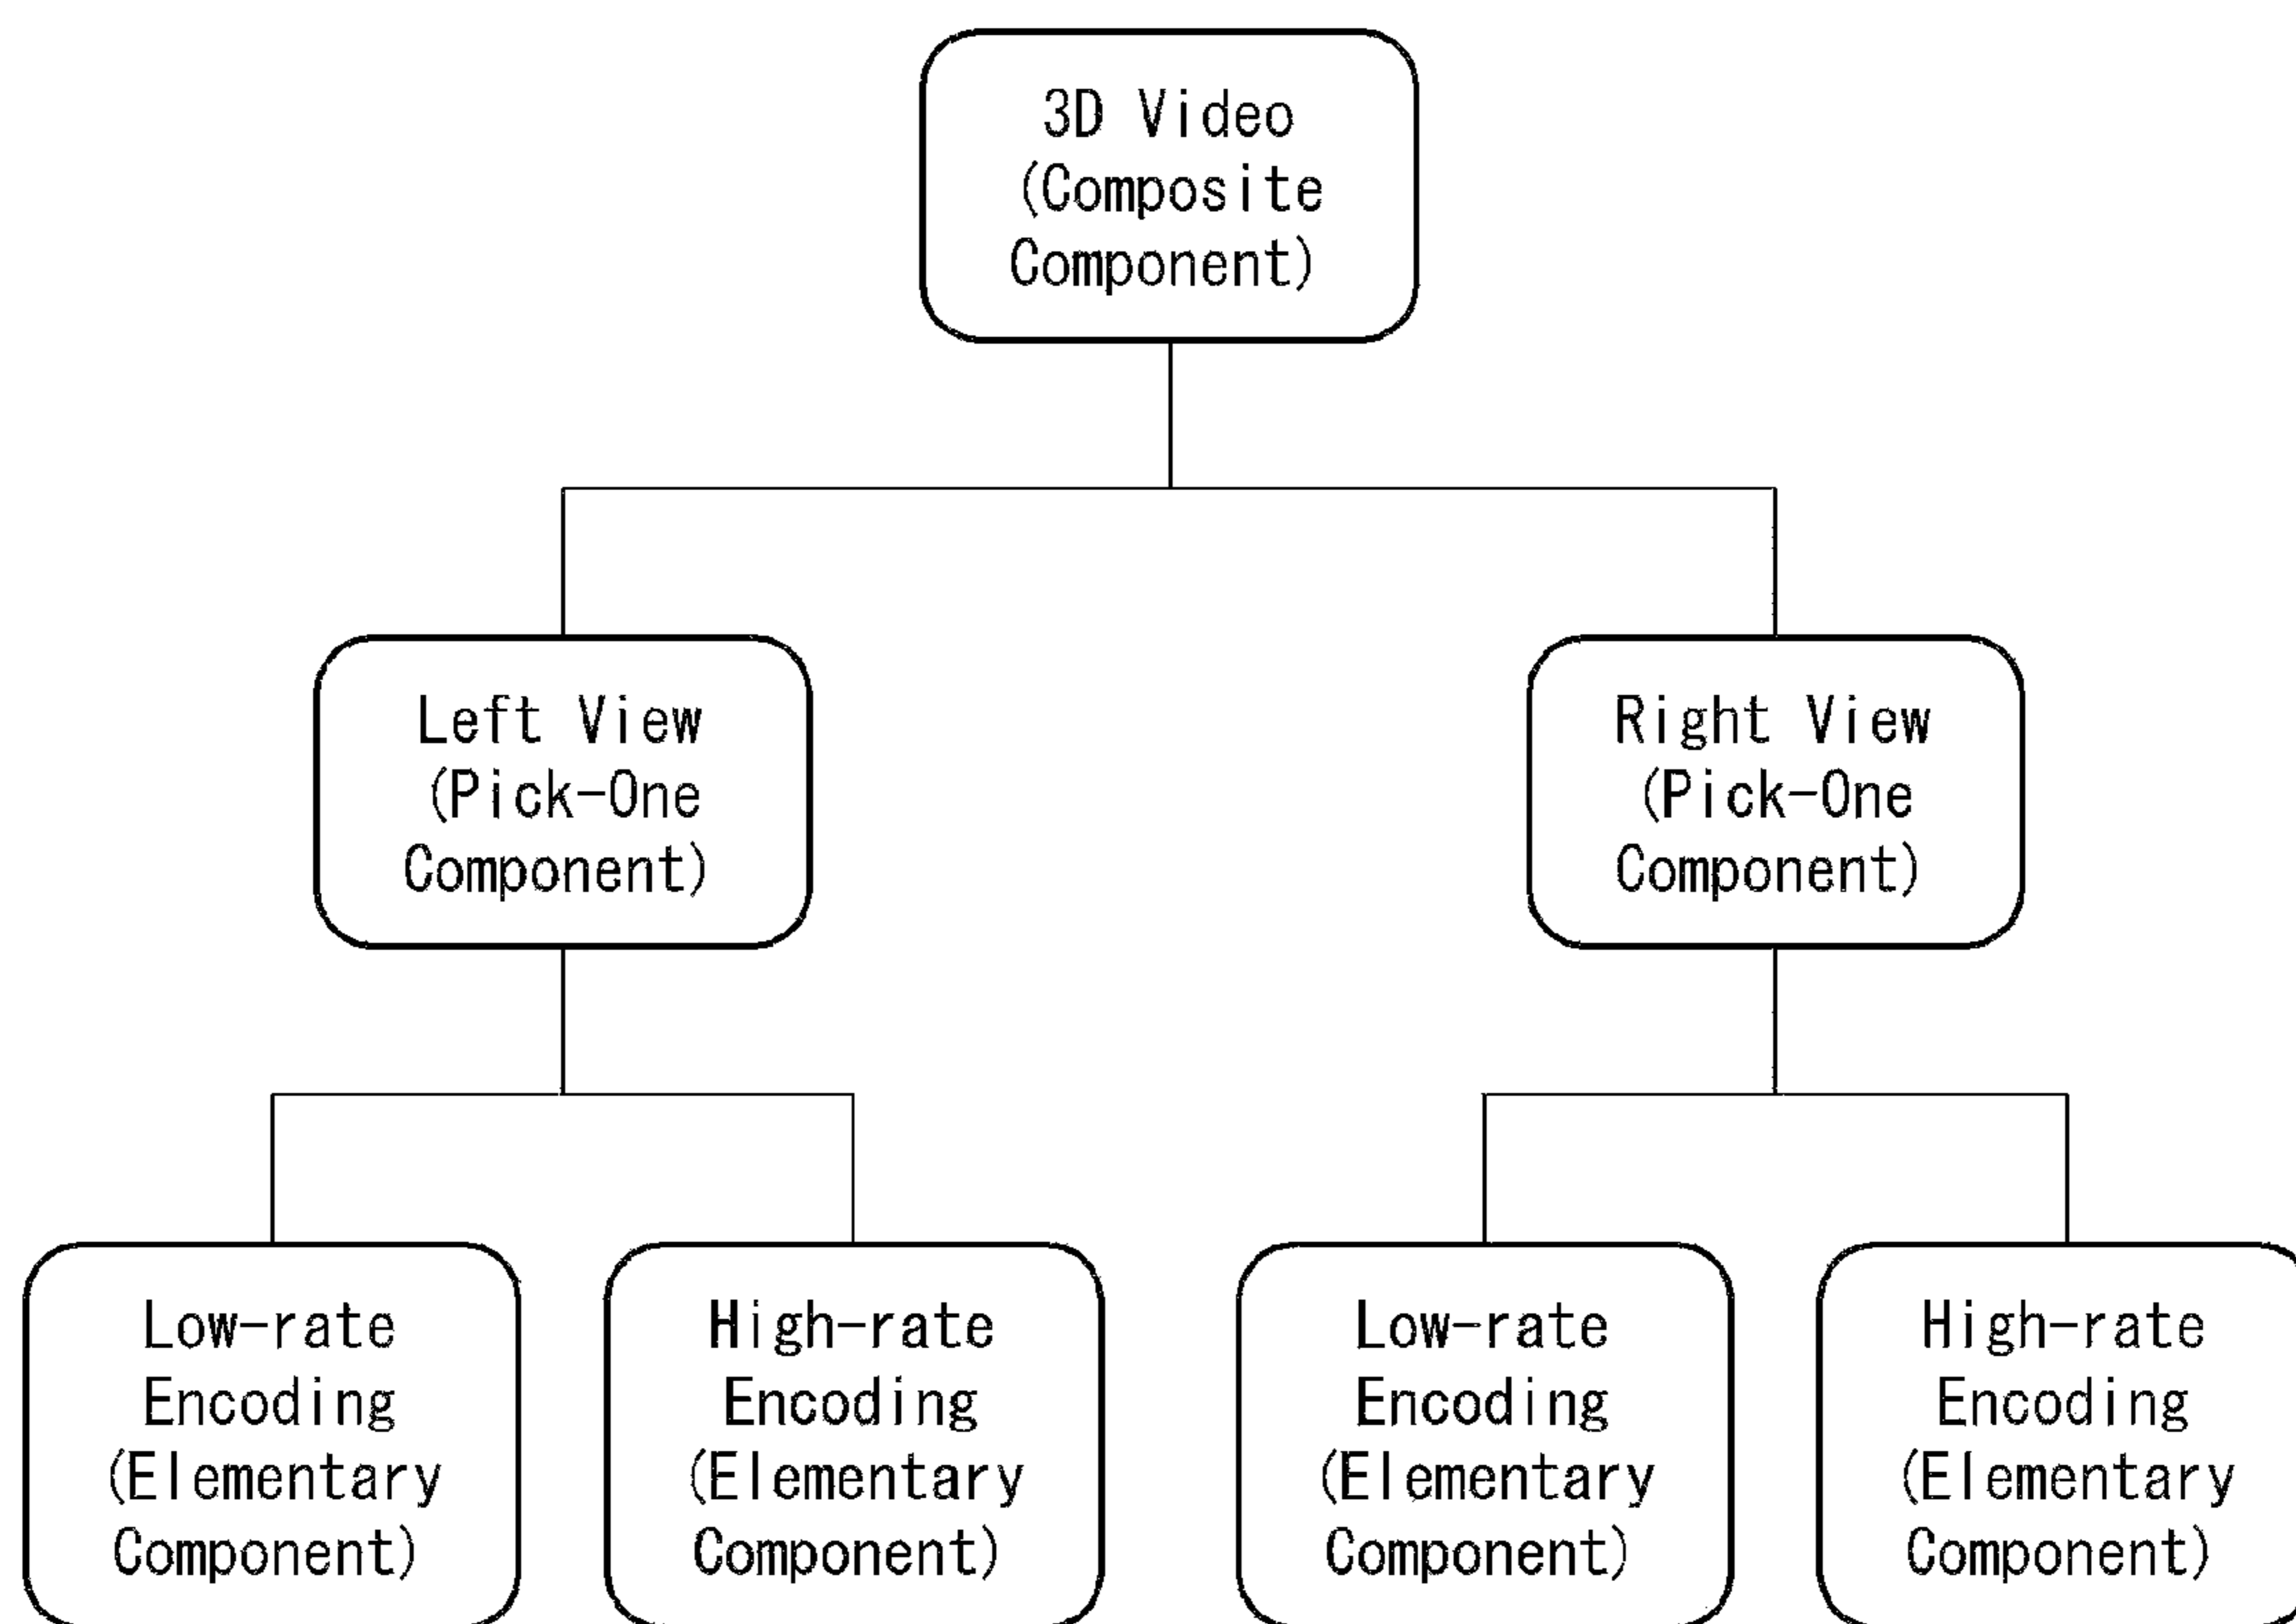 3D Video
(Composite
Component)
Left View
(Pick-One
Component)
Right View
(Pick-One
Component)
Low-rate
Encoding
(Elementary
Component)
High-rate
Encoding
(Elementary
Component)
Low-rate
Encoding
(Elementary
Component)
High-rate
Encoding
(Elementary
Component)